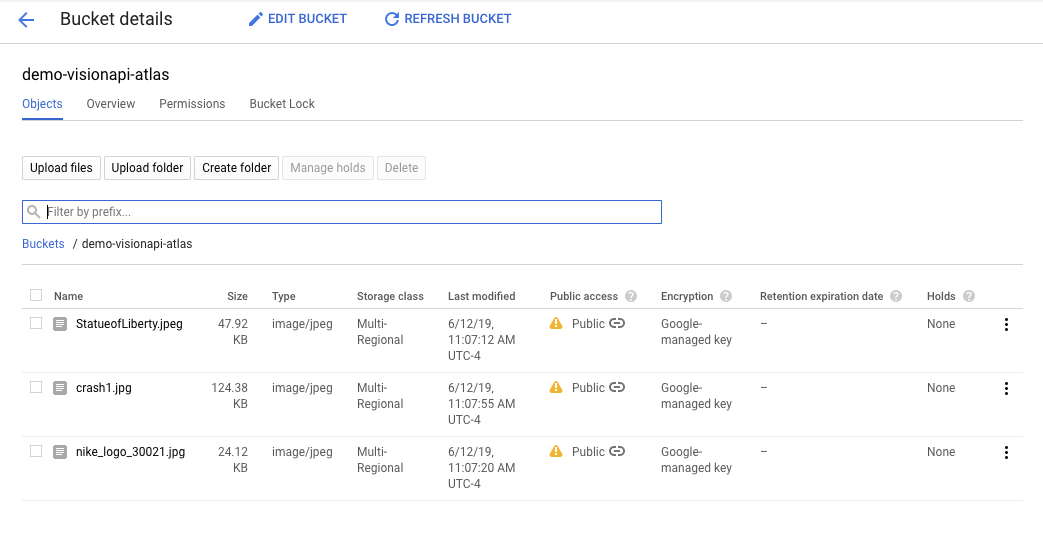 Bucket details EDIT BUCKET REFRESH BUCKET
demo-visionapi-atlas
Objects Overview Permissions Bucket Lock
Upload files Upload folder Create folder Manage holds Delete
Filter by prefix...
Buckets / demo-visionapi-atlas
Name Size Type Storage class Last modified Public access ? Encryption ? Retention expiration date ? Holds ?
StatueofLiberty.jpeg 47.92 image/jpeg Multi- 6/12/19, Public Google- – None
KB Regional 11:07:12 AM managed key
UTC-4
crash1.jpg 124.38 image/jpeg Multi- 6/12/19, Public Google- – None
KB Regional 11:07:55 AM managed key
UTC-4
nike_logo_30021.jpg 24.12 image/jpeg Multi- 6/12/19, Public Google- – None
KB Regional 11:07:20 AM managed key
UTC-4